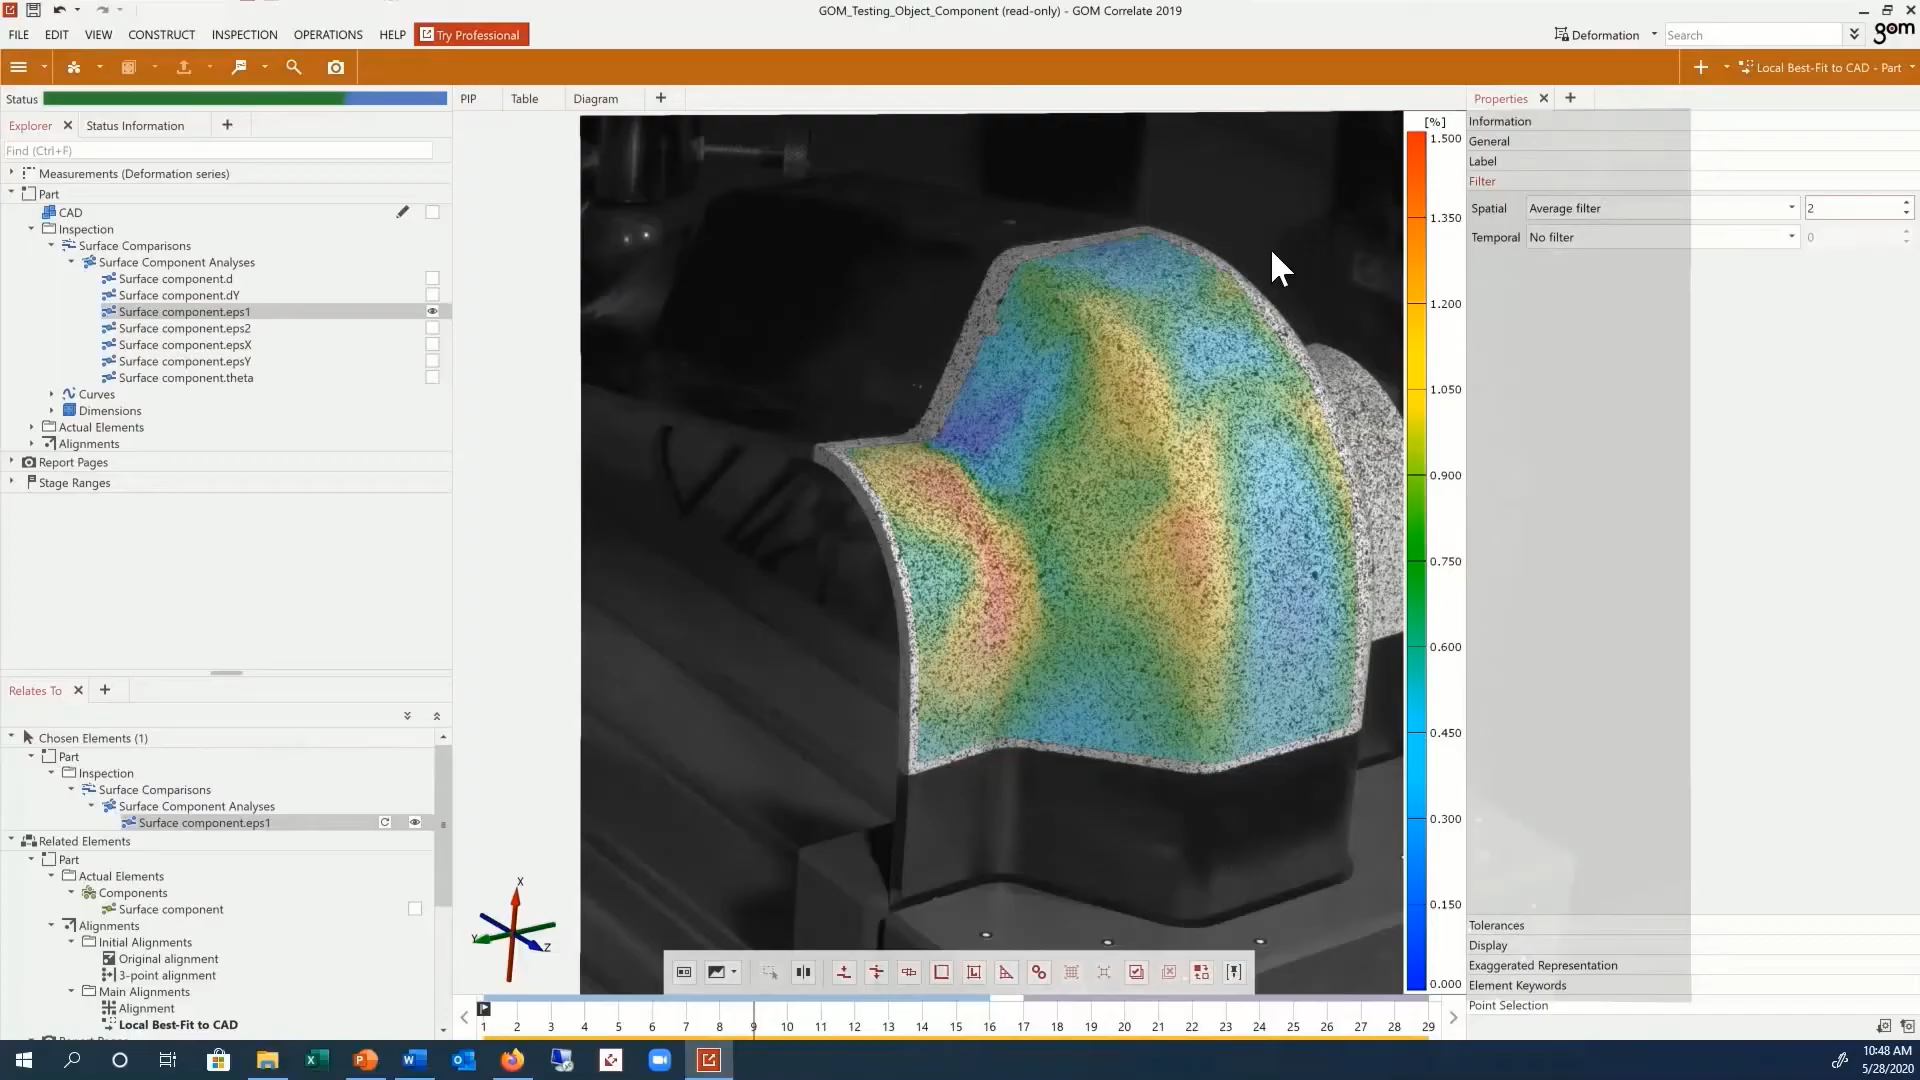 GOM_Testing_Object_Component (read-only) - GOM Correlate 2019
FILE EDIT VIEW CONSTRUCT INSPECTION OPERATIONS HELP Try Professional Deformation Search gom
Local Best-Fit to CAD - Part
Status PIP Table Diagram Properties
Explorer Status Information
Find (Ctrl+F)
Measurements (Deformation series)
Part
CAD
Inspection
Surface Comparisons
Surface Component Analyses
Surface component.d
Surface component.dY
Surface component.eps1
Surface component.eps2
Surface component.epsX
Surface component.epsY
Surface component.theta
Curves
Dimensions
Actual Elements
Alignments
Report Pages
Stage Ranges
Relates To
Chosen Elements (1)
Part
Inspection
Surface Comparisons
Surface Component Analyses
Surface component.eps1
Related Elements
Part
Actual Elements
Components
Surface component
Alignments
Initial Alignments
Original alignment
3-point alignment
Main Alignments
Alignment
Local Best-Fit to CAD
X
Y
Z
[%]
1.500
1.350
1.200
1.050
0.900
0.750
0.600
0.450
0.300
0.150
0.000
1 2 3 4 5 6 7 8 9 10 11 12 13 14 15 16 17 18 19 20 21 22 23 24 25 26 27 28 29
Information
General
Label
Filter
Spatial Average filter 2
Temporal No filter 0
Tolerances
Display
Exaggerated Representation
Element Keywords
Point Selection
10:48 AM
5/28/2020